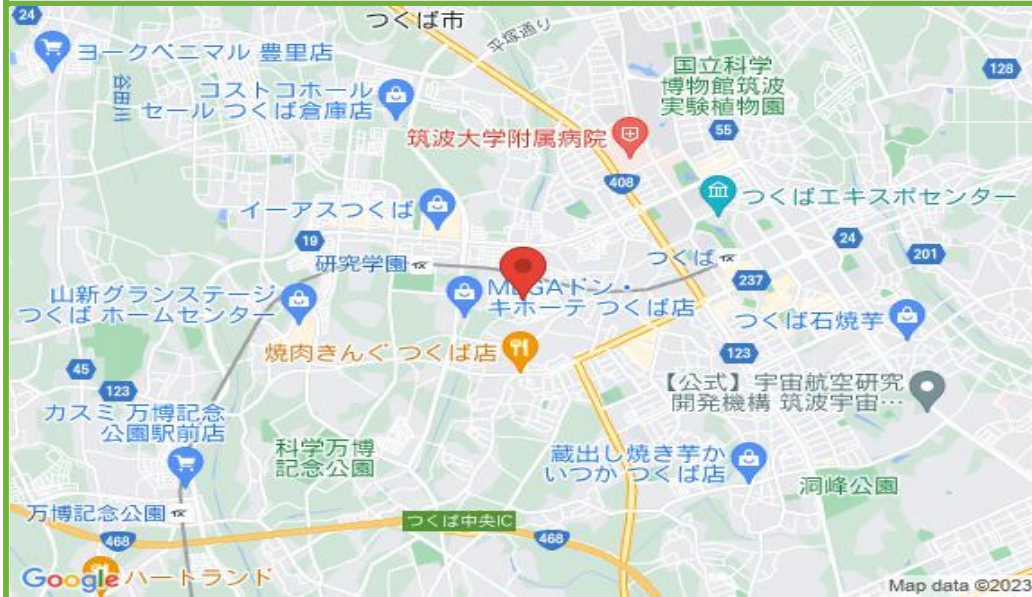 24
つくば市
平塚通り
ヨークベニマル 豊里店
谷田川
国立科学
博物館筑波
実験植物園
128
コストコホール
セール つくば倉庫店
55
筑波大学附属病院
408
つくばエキスポセンター
イーアスつくば
24
19
201
研究学園
つくば
237
MEGAドン・
キホーテ つくば店
山新グランステージ
つくば ホームセンター
つくば石焼芋
焼肉きんぐ つくば店
123
45
123
【公式】宇宙航空研究
開発機構 筑波宇宙…
カスミ 万博記念
公園駅前店
科学万博
記念公園
蔵出し焼き芋か
いつか つくば店
洞峰公園
万博記念公園
つくば中央IC
468
468
Google
ハートランド
Map data ©2023